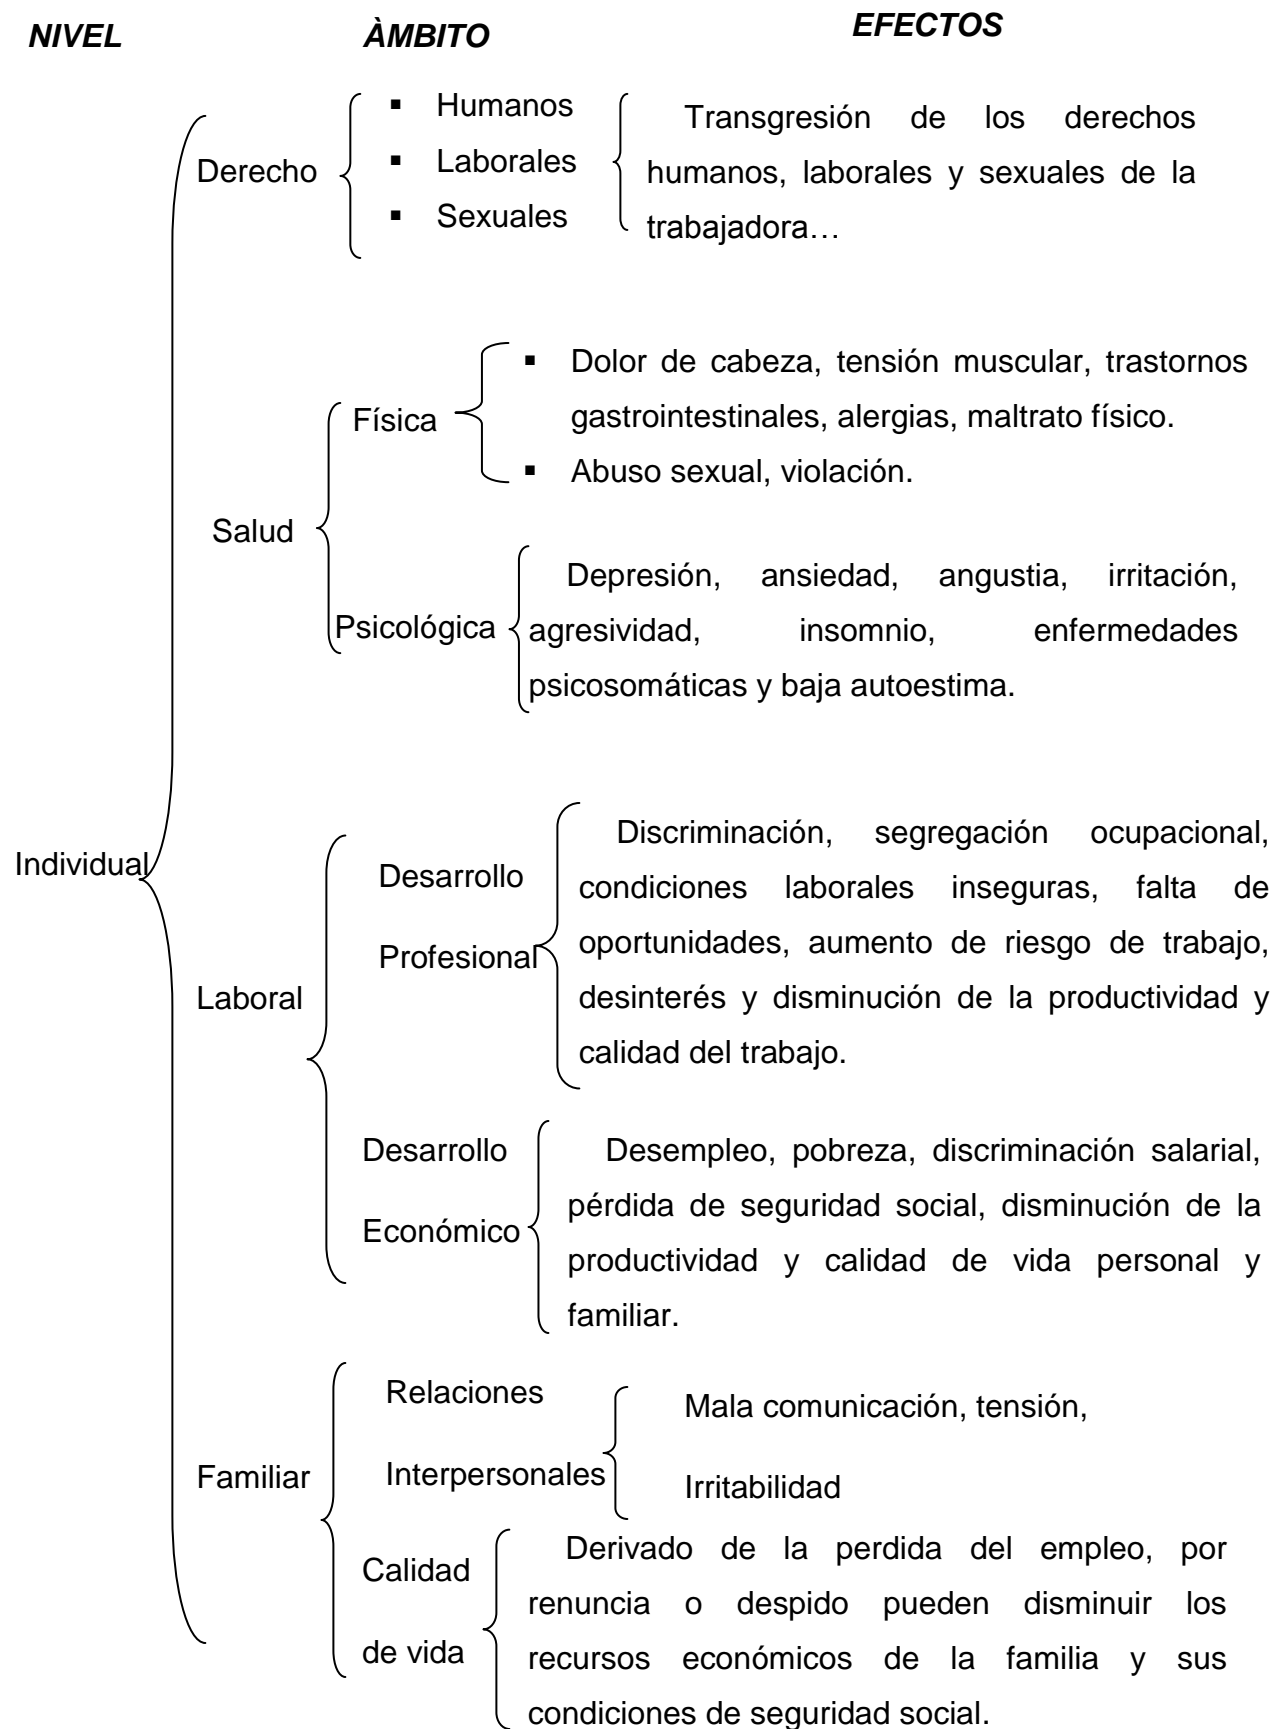 NIVEL ÀMBITO EFECTOS
Derecho
▪ Humanos
▪ Laborales
▪ Sexuales
Transgresión de los derechos
humanos, laborales y sexuales de la
trabajadora…
Salud
Física
▪ Dolor de cabeza, tensión muscular, trastornos
gastrointestinales, alergias, maltrato físico.
▪ Abuso sexual, violación.
Psicológica
Depresión, ansiedad, angustia, irritación,
agresividad, insomnio, enfermedades
psicosomáticas y baja autoestima.
Individual
Laboral
Desarrollo
Profesional
Discriminación, segregación ocupacional,
condiciones laborales inseguras, falta de
oportunidades, aumento de riesgo de trabajo,
desinterés y disminución de la productividad y
calidad del trabajo.
Desarrollo
Económico
Desempleo, pobreza, discriminación salarial,
pérdida de seguridad social, disminución de la
productividad y calidad de vida personal y
familiar.
Familiar
Relaciones
Interpersonales
Mala comunicación, tensión,
Irritabilidad
Calidad
de vida
Derivado de la perdida del empleo, por
renuncia o despido pueden disminuir los
recursos económicos de la familia y sus
condiciones de seguridad social.